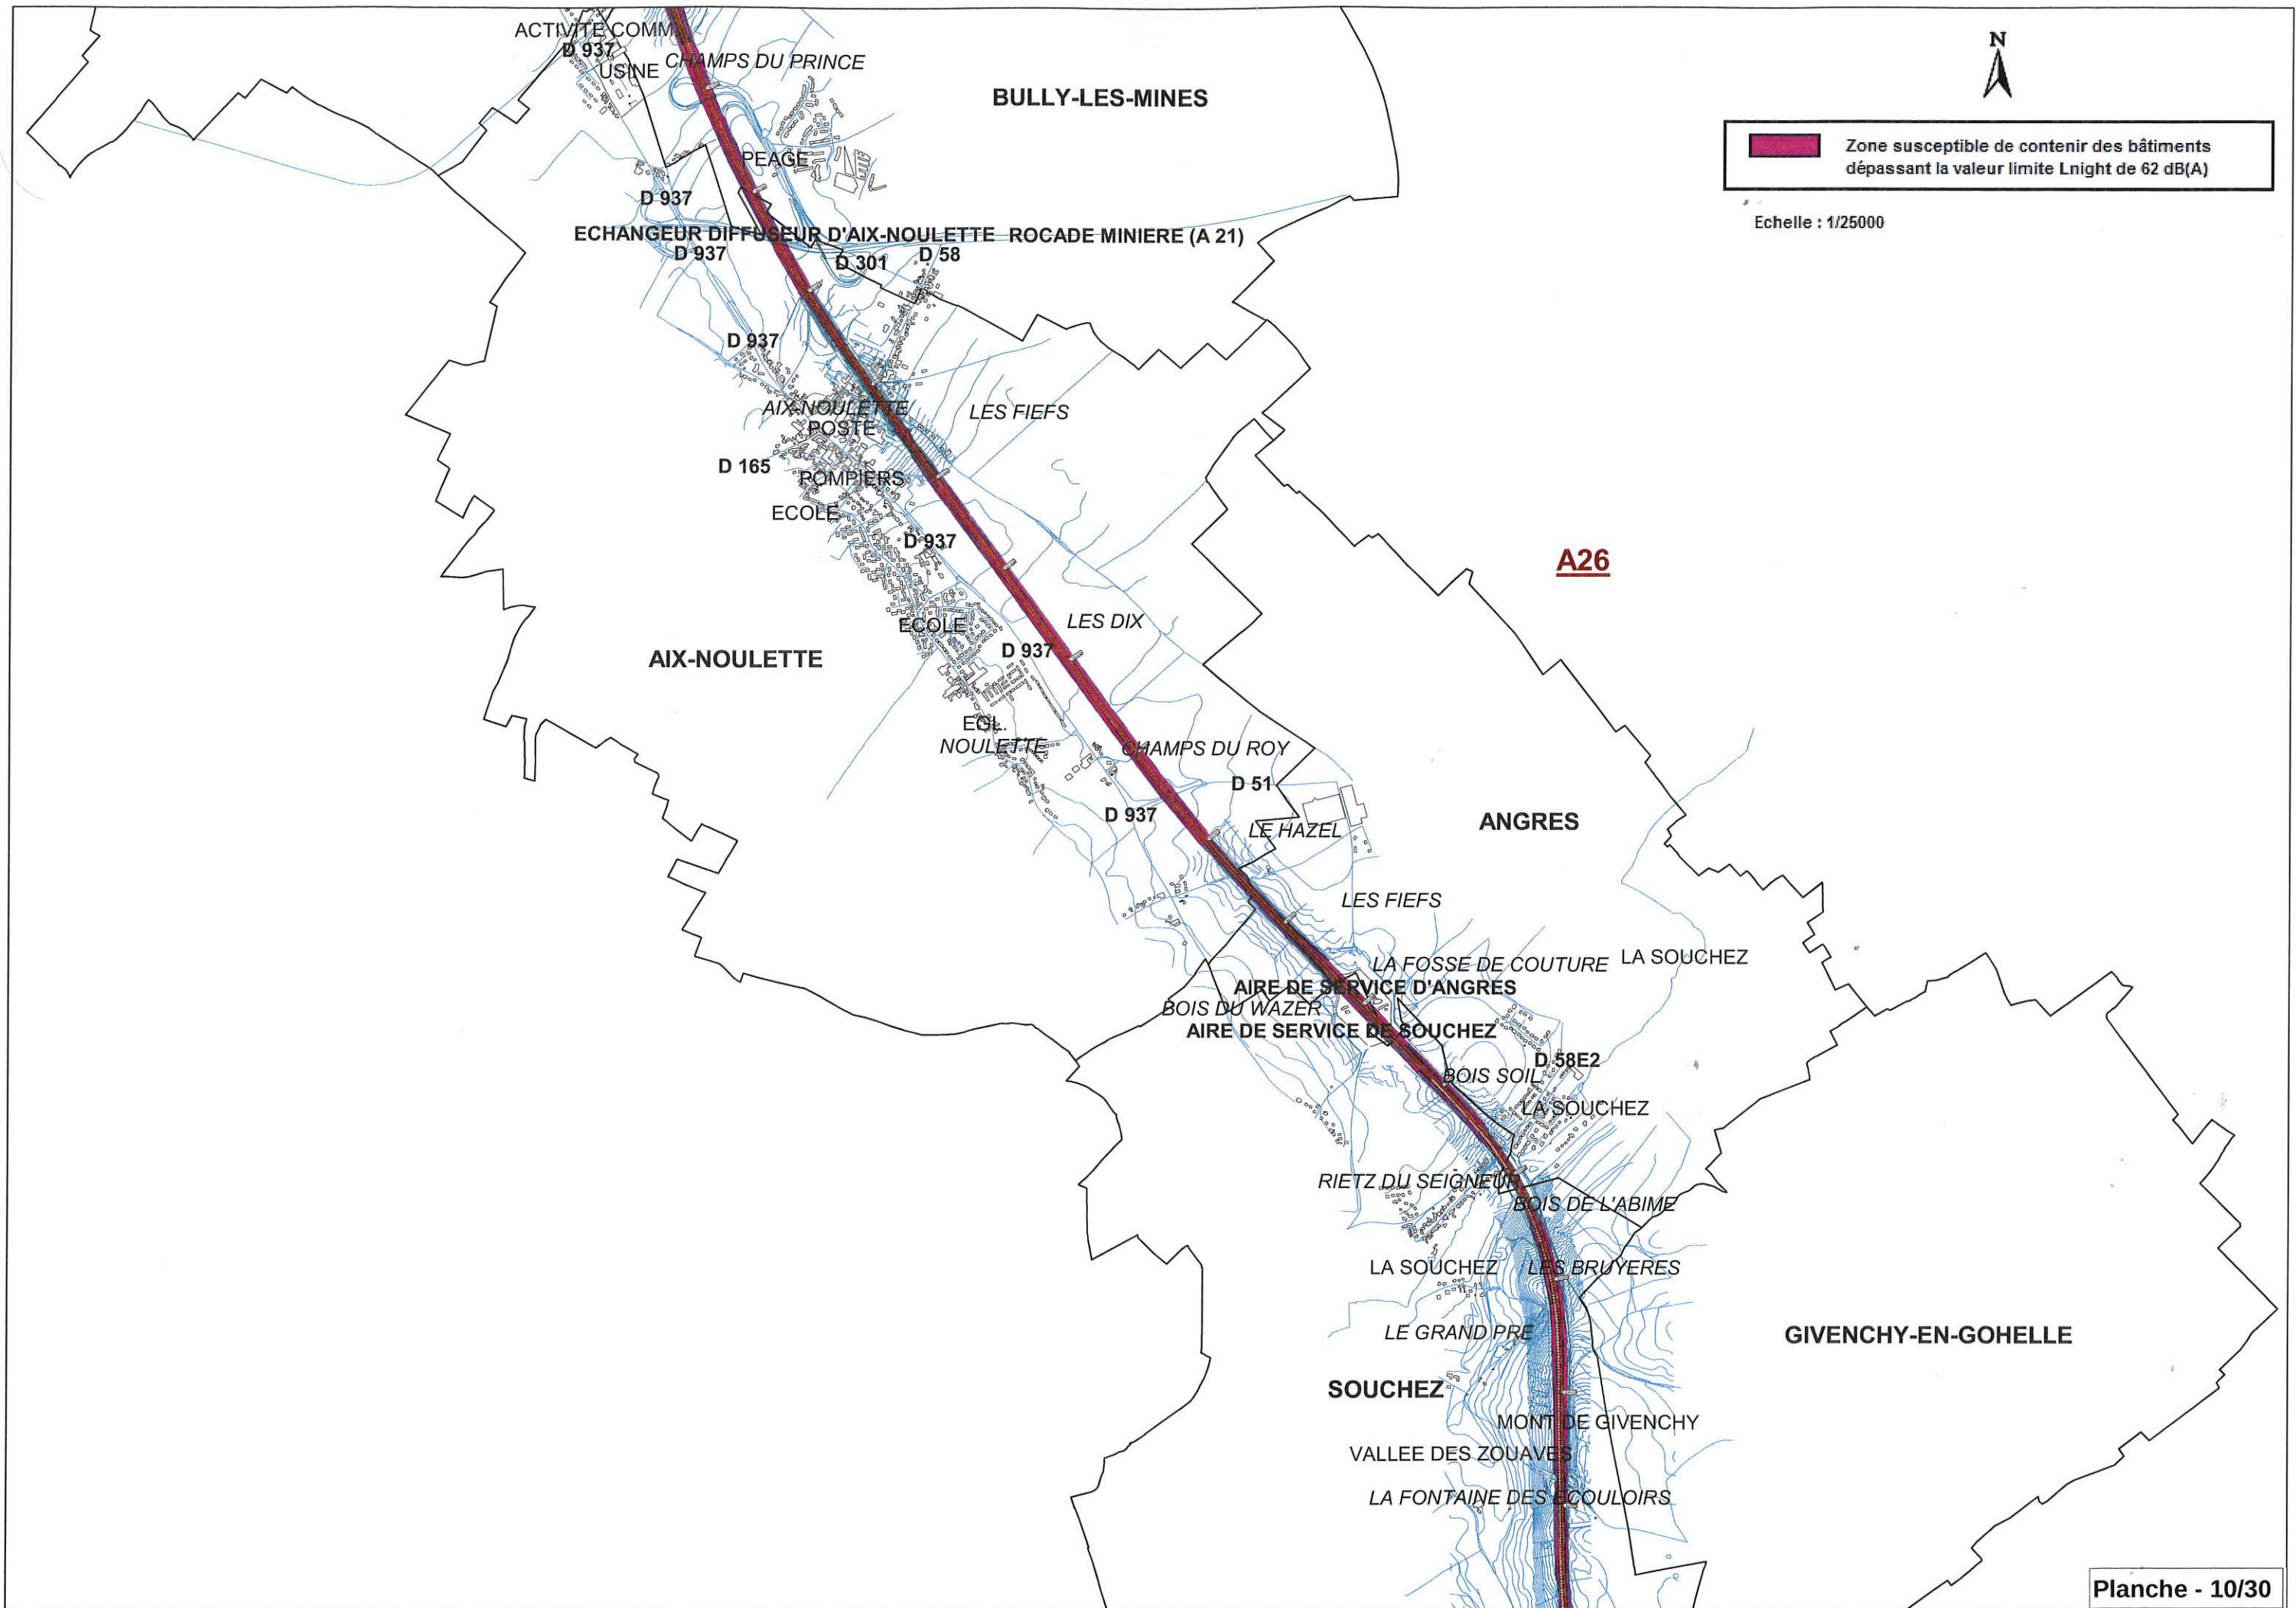 ACTIVITE COMM.
D 937
USINE
CHAMPS DU PRINCE
BULLY-LES-MINES
N
Zone susceptible de contenir des bâtiments
dépassant la valeur limite Lnight de 62 dB(A)
Echelle : 1/25000
PEAGE
D 937
ECHANGEUR DIFFUSEUR D'AIX-NOULETTE
ROCADE MINIERE (A 21)
D 937
D 301
D 58
D 937
AIX-NOULETTE
LES FIEFS
POSTE
D 165
POMPIERS
ECOLE
D 937
A26
LES DIX
ECOLE
D 937
AIX-NOULETTE
EGL.
NOULETTE
CHAMPS DU ROY
D 51
D 937
LE HAZEL
ANGRES
LES FIEFS
LA FOSSE DE COUTURE
LA SOUCHEZ
AIRE DE SERVICE D'ANGRES
BOIS DU WAZER
AIRE DE SERVICE DE SOUCHEZ
D 58E2
BOIS SOIL
LA SOUCHEZ
RIETZ DU SEIGNEUR
BOIS DE L'ABIME
LA SOUCHEZ
LES BRUYERES
LE GRAND PRE
GIVENCHY-EN-GOHELLE
SOUCHEZ
MONT DE GIVENCHY
VALLEE DES ZOUAVES
LA FONTAINE DES ECOULOIRS
Planche - 10/30